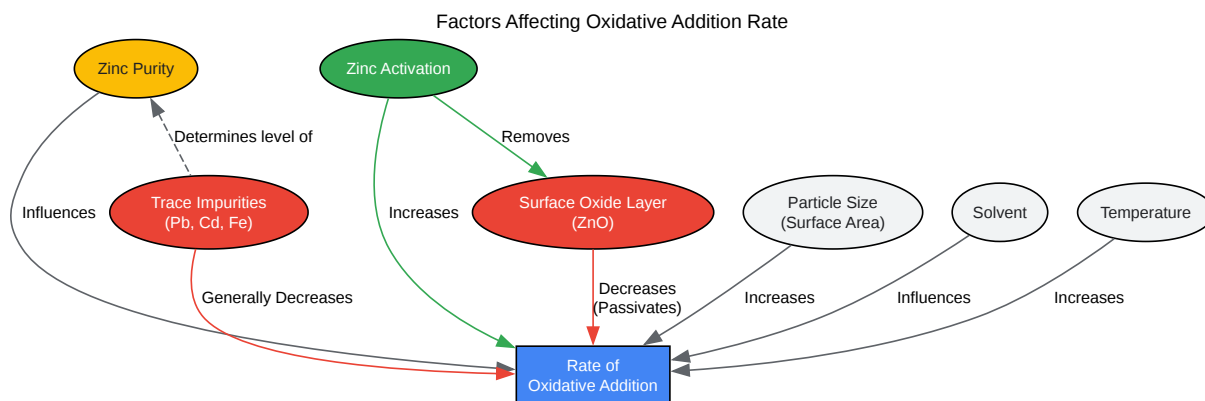 Factors Affecting Oxidative Addition Rate
Zinc Purity
Zinc Activation
Determines level of
Removes
Trace Impurities
(Pb, Cd, Fe)
Surface Oxide Layer
(ZnO)
Particle Size
(Surface Area)
Solvent
Temperature
Influences
Increases
Generally Decreases
Decreases
(Passivates)
Increases
Influences
Increases
Rate of
Oxidative Addition